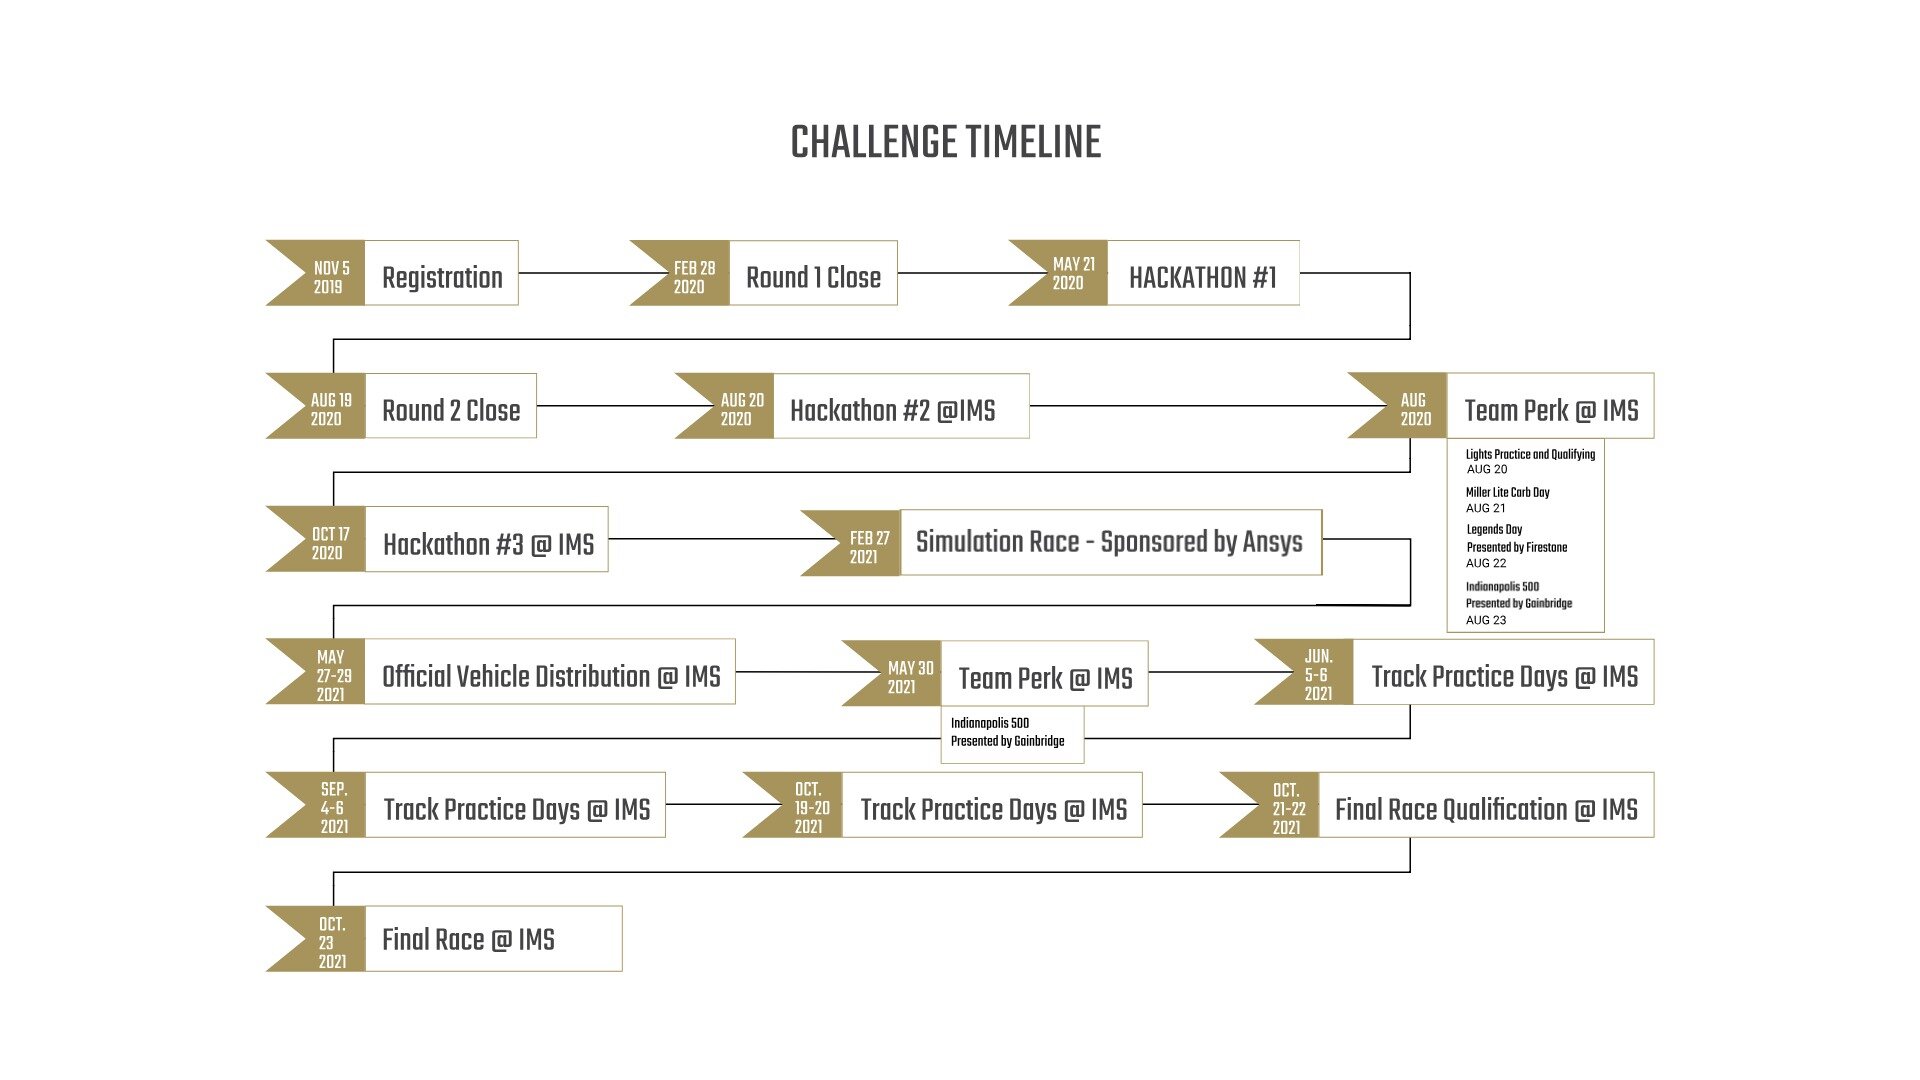 CHALLENGE TIMELINE
NOV 5
2019
Registration
FEB 28
2020
Round 1 Close
MAY 21
2020
HACKATHON #1
AUG 19
2020
Round 2 Close
AUG 20
2020
Hackathon #2 @IMS
AUG
2020
Team Perk @ IMS
Lights Practice and Qualifying
AUG 20
Miller Lite Carb Day
AUG 21
Legends Day
Presented by Firestone
AUG 22
Indianapolis 500
Presented by Gainbridge
AUG 23
OCT 17
2020
Hackathon #3 @ IMS
FEB 27
2021
Simulation Race - Sponsored by Ansys
MAY
27-29
2021
Official Vehicle Distribution @ IMS
MAY 30
2021
Team Perk @ IMS
Indianapolis 500
Presented by Gainbridge
JUN.
5-6
2021
Track Practice Days @ IMS
SEP.
4-6
2021
Track Practice Days @ IMS
OCT.
19-20
2021
Track Practice Days @ IMS
OCT.
21-22
2021
Final Race Qualification @ IMS
OCT.
23
2021
Final Race @ IMS